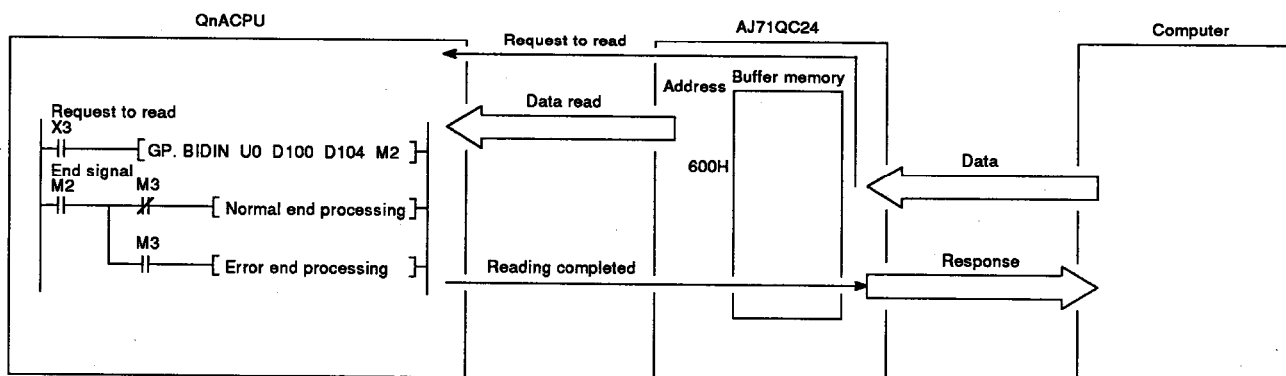 QnACPU
AJ71QC24
Computer
Request to read
Address
Buffer memory
Data read
600H
Data
Request to read
X3
GP. BIDIN U0 D100 D104 M2
End signal
M2
M3
Normal end processing
M3
Error end processing
Reading completed
Response